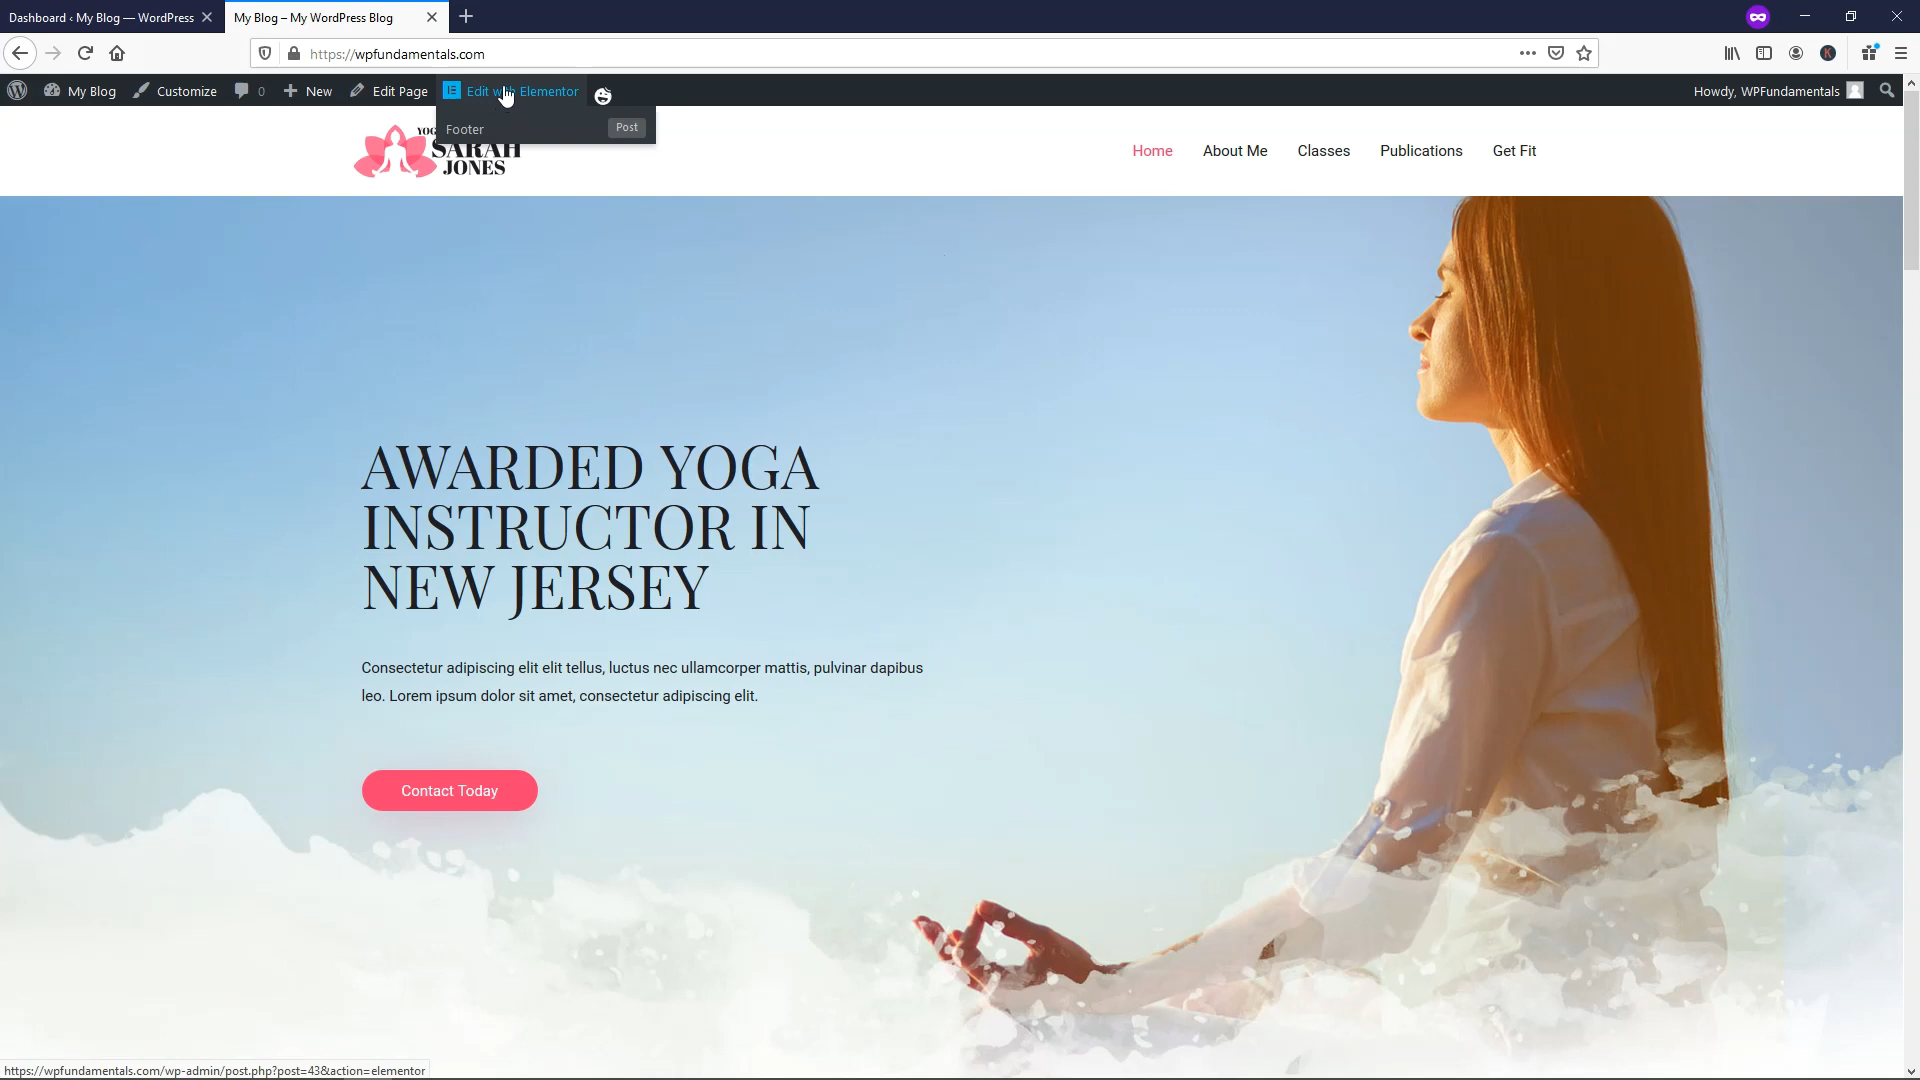 Dashboard ‹ My Blog — WordPress
My Blog – My WordPress Blog
https://wpfundamentals.com
My Blog
Customize
0
New
Edit Page
Edit with Elementor
Howdy, WPFundamentals
Footer
Post
SARAH
JONES
Home
About Me
Classes
Publications
Get Fit
AWARDED YOGA
INSTRUCTOR IN
NEW JERSEY
Consectetur adipiscing elit elit tellus, luctus nec ullamcorper mattis, pulvinar dapibus
leo. Lorem ipsum dolor sit amet, consectetur adipiscing elit.
Contact Today
https://wpfundamentals.com/wp-admin/post.php?post=43&action=elementor